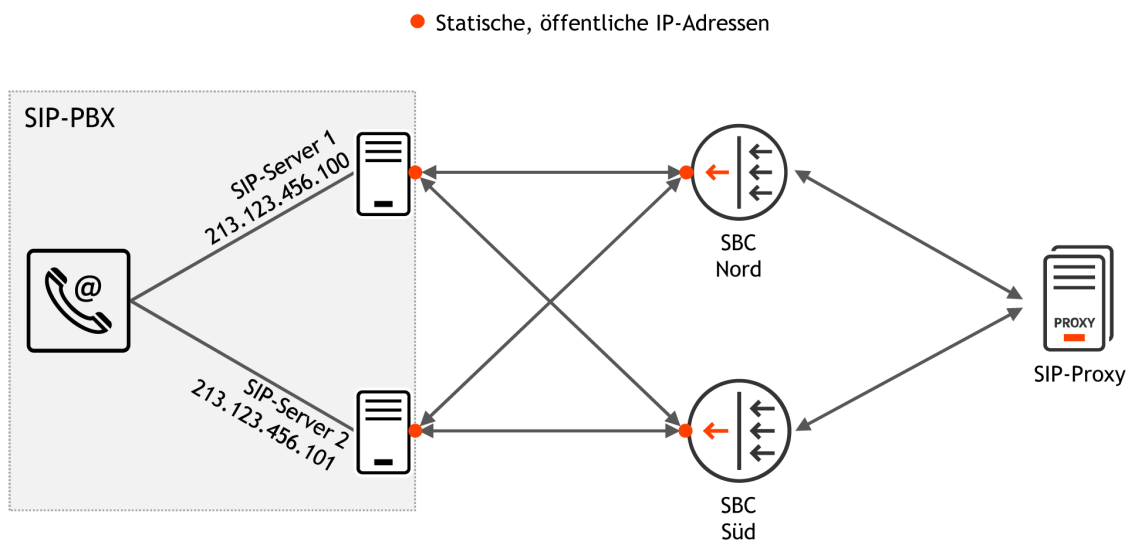 Statische, öffentliche IP-Adressen
SIP-PBX
SIP-Server 1
213.123.456.100
SBC
Nord
@
PROXY
SIP-Proxy
SIP-Server 2
213.123.456.101
SBC
Süd